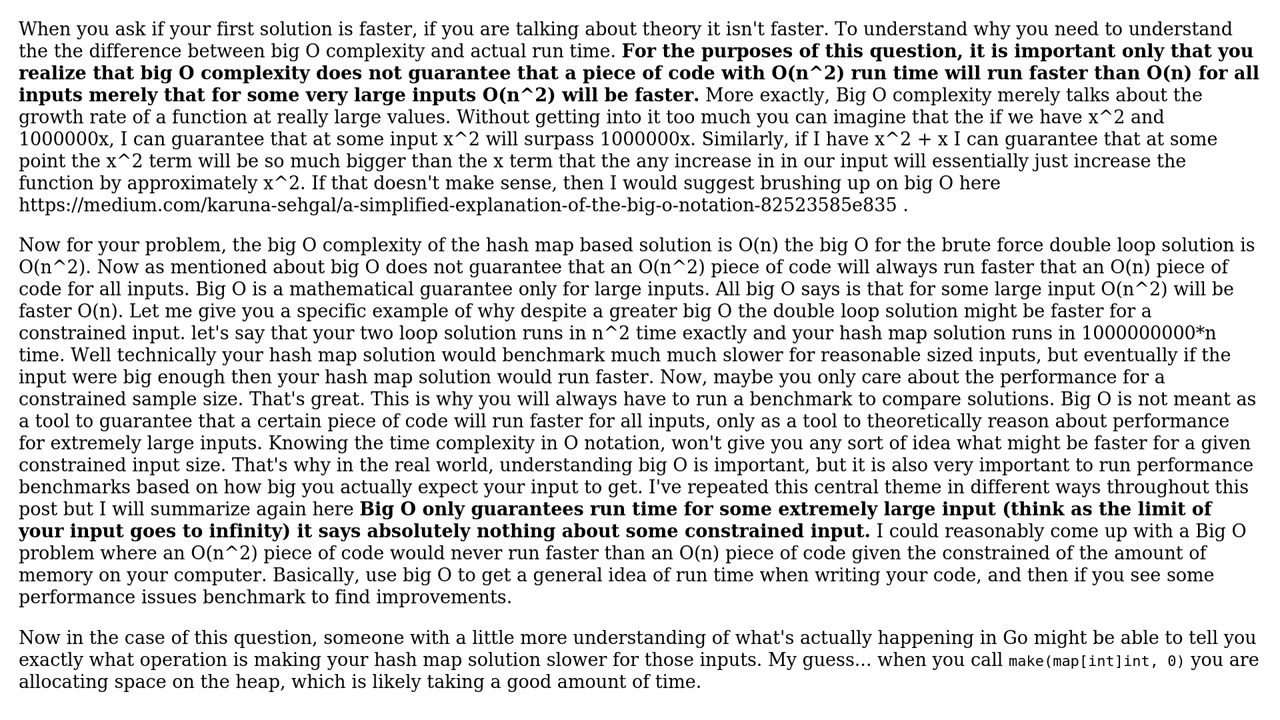 When you ask if your first solution is faster, if you are talking about theory it isn't faster. To understand why you need to understand
the the difference between big O complexity and actual run time. For the purposes of this question, it is important only that you
realize that big O complexity does not guarantee that a piece of code with O(n^2) run time will run faster than O(n) for all
inputs merely that for some very large inputs O(n^2) will be faster. More exactly, Big O complexity merely talks about the
growth rate of a function at really large values. Without getting into it too much you can imagine that the if we have x^2 and
1000000x, I can guarantee that at some input x^2 will surpass 1000000x. Similarly, if I have x^2 + x I can guarantee that at some
point the x^2 term will be so much bigger than the x term that the any increase in in our input will essentially just increase the
function by approximately x^2. If that doesn't make sense, then I would suggest brushing up on big O here
https://medium.com/karuna-sehgal/a-simplified-explanation-of-the-big-o-notation-82523585e835 .
Now for your problem, the big O complexity of the hash map based solution is O(n) the big O for the brute force double loop solution is
O(n^2). Now as mentioned about big O does not guarantee that an O(n^2) piece of code will always run faster that an O(n) piece of
code for all inputs. Big O is a mathematical guarantee only for large inputs. All big O says is that for some large input O(n^2) will be
faster O(n). Let me give you a specific example of why despite a greater big O the double loop solution might be faster for a
constrained input. let's say that your two loop solution runs in n^2 time exactly and your hash map solution runs in 1000000000*n
time. Well technically your hash map solution would benchmark much much slower for reasonable sized inputs, but eventually if the
input were big enough then your hash map solution would run faster. Now, maybe you only care about the performance for a
constrained sample size. That's great. This is why you will always have to run a benchmark to compare solutions. Big O is not meant as
a tool to guarantee that a certain piece of code will run faster for all inputs, only as a tool to theoretically reason about performance
for extremely large inputs. Knowing the time complexity in O notation, won't give you any sort of idea what might be faster for a given
constrained input size. That's why in the real world, understanding big O is important, but it is also very important to run performance
benchmarks based on how big you actually expect your input to get. I've repeated this central theme in different ways throughout this
post but I will summarize again here Big O only guarantees run time for some extremely large input (think as the limit of
your input goes to infinity) it says absolutely nothing about some constrained input. I could reasonably come up with a Big O
problem where an O(n^2) piece of code would never run faster than an O(n) piece of code given the constrained of the amount of
memory on your computer. Basically, use big O to get a general idea of run time when writing your code, and then if you see some
performance issues benchmark to find improvements.
Now in the case of this question, someone with a little more understanding of what's actually happening in Go might be able to tell you
exactly what operation is making your hash map solution slower for those inputs. My guess... when you call make(map[int]int, 0) you are
allocating space on the heap, which is likely taking a good amount of time.